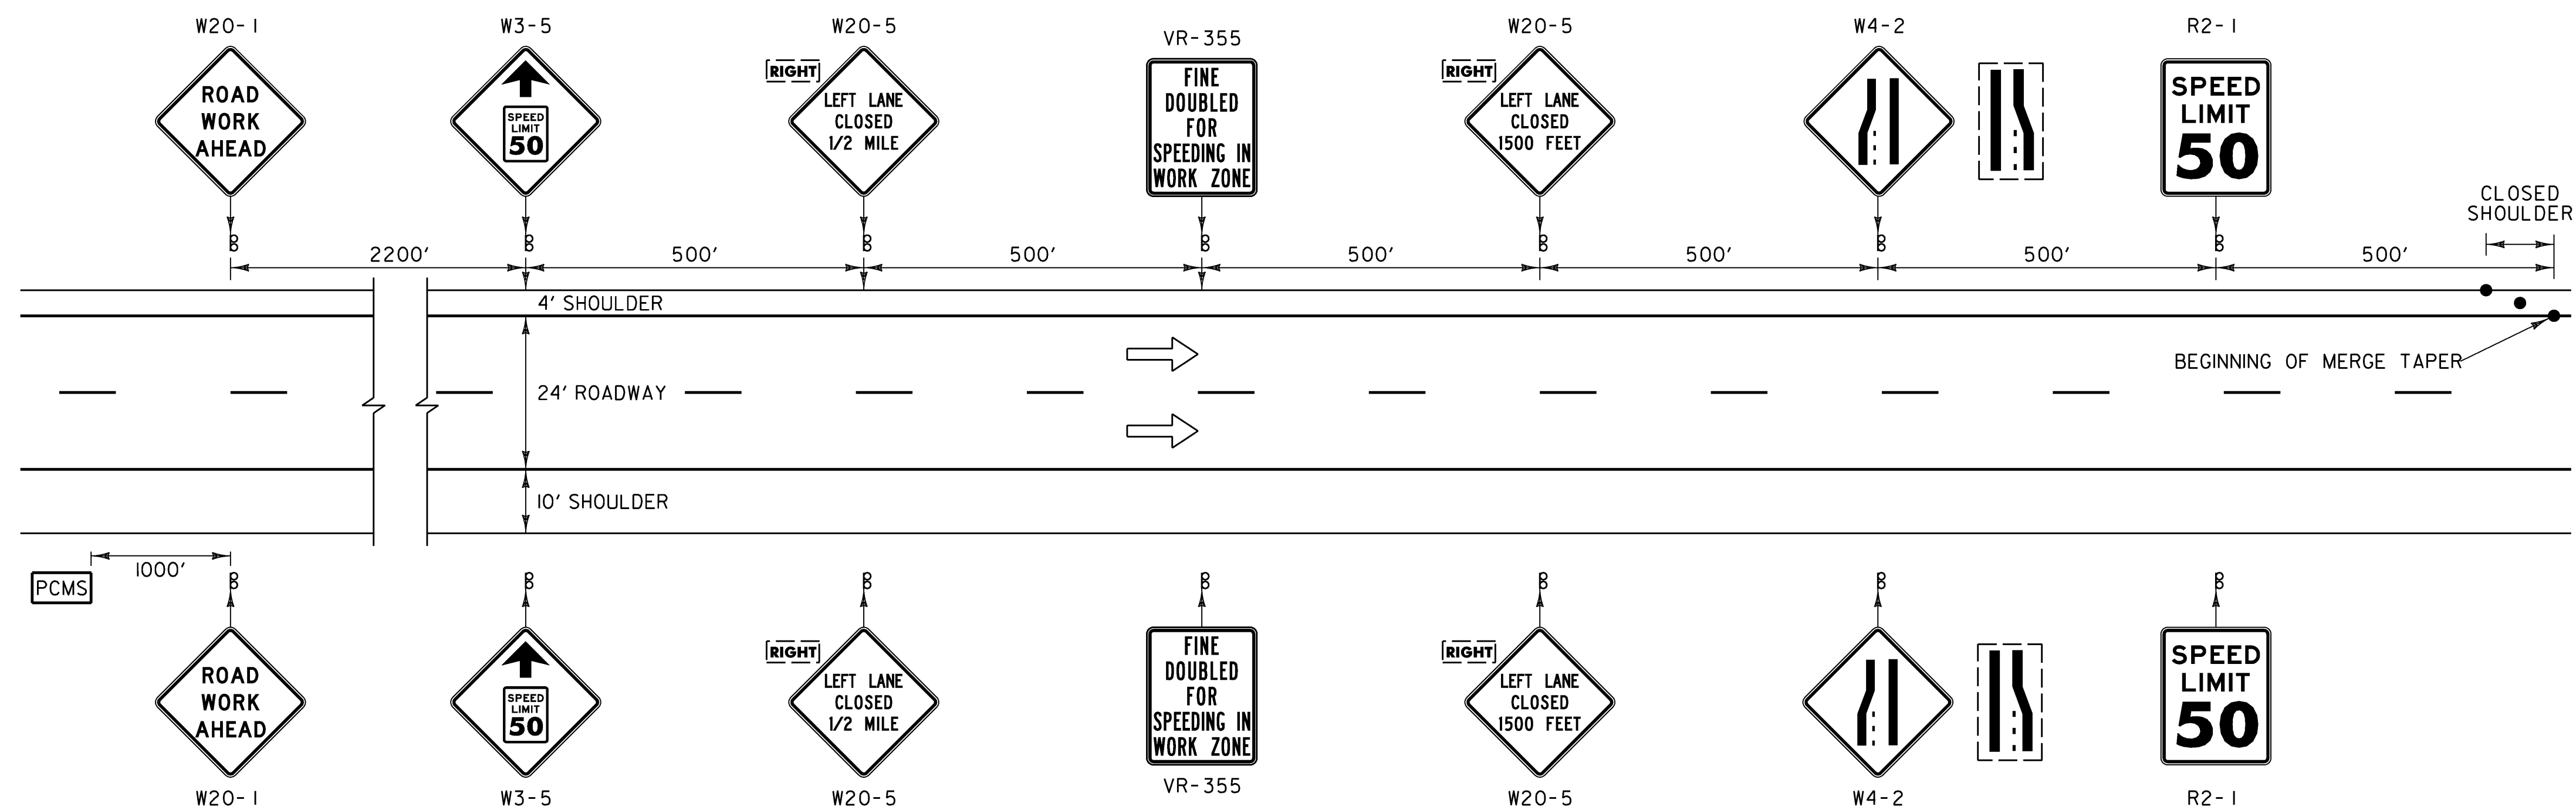 W20-1
W3-5
W20-5
VR-355
W20-5
W4-2
R2-1
ROAD
WORK
AHEAD
SPEED
LIMIT
50
RIGHT
LEFT LANE
CLOSED
1/2 MILE
FINE
DOUBLED
FOR
SPEEDING IN
WORK ZONE
RIGHT
LEFT LANE
CLOSED
1500 FEET
SPEED
LIMIT
50
CLOSED
SHOULDER
2200'
500'
500'
500'
500'
500'
500'
4' SHOULDER
BEGINNING OF MERGE TAPER
24' ROADWAY
10' SHOULDER
PCMS
1000'
ROAD
WORK
AHEAD
SPEED
LIMIT
50
RIGHT
LEFT LANE
CLOSED
1/2 MILE
FINE
DOUBLED
FOR
SPEEDING IN
WORK ZONE
RIGHT
LEFT LANE
CLOSED
1500 FEET
SPEED
LIMIT
50
W20-1
W3-5
W20-5
VR-355
W20-5
W4-2
R2-1